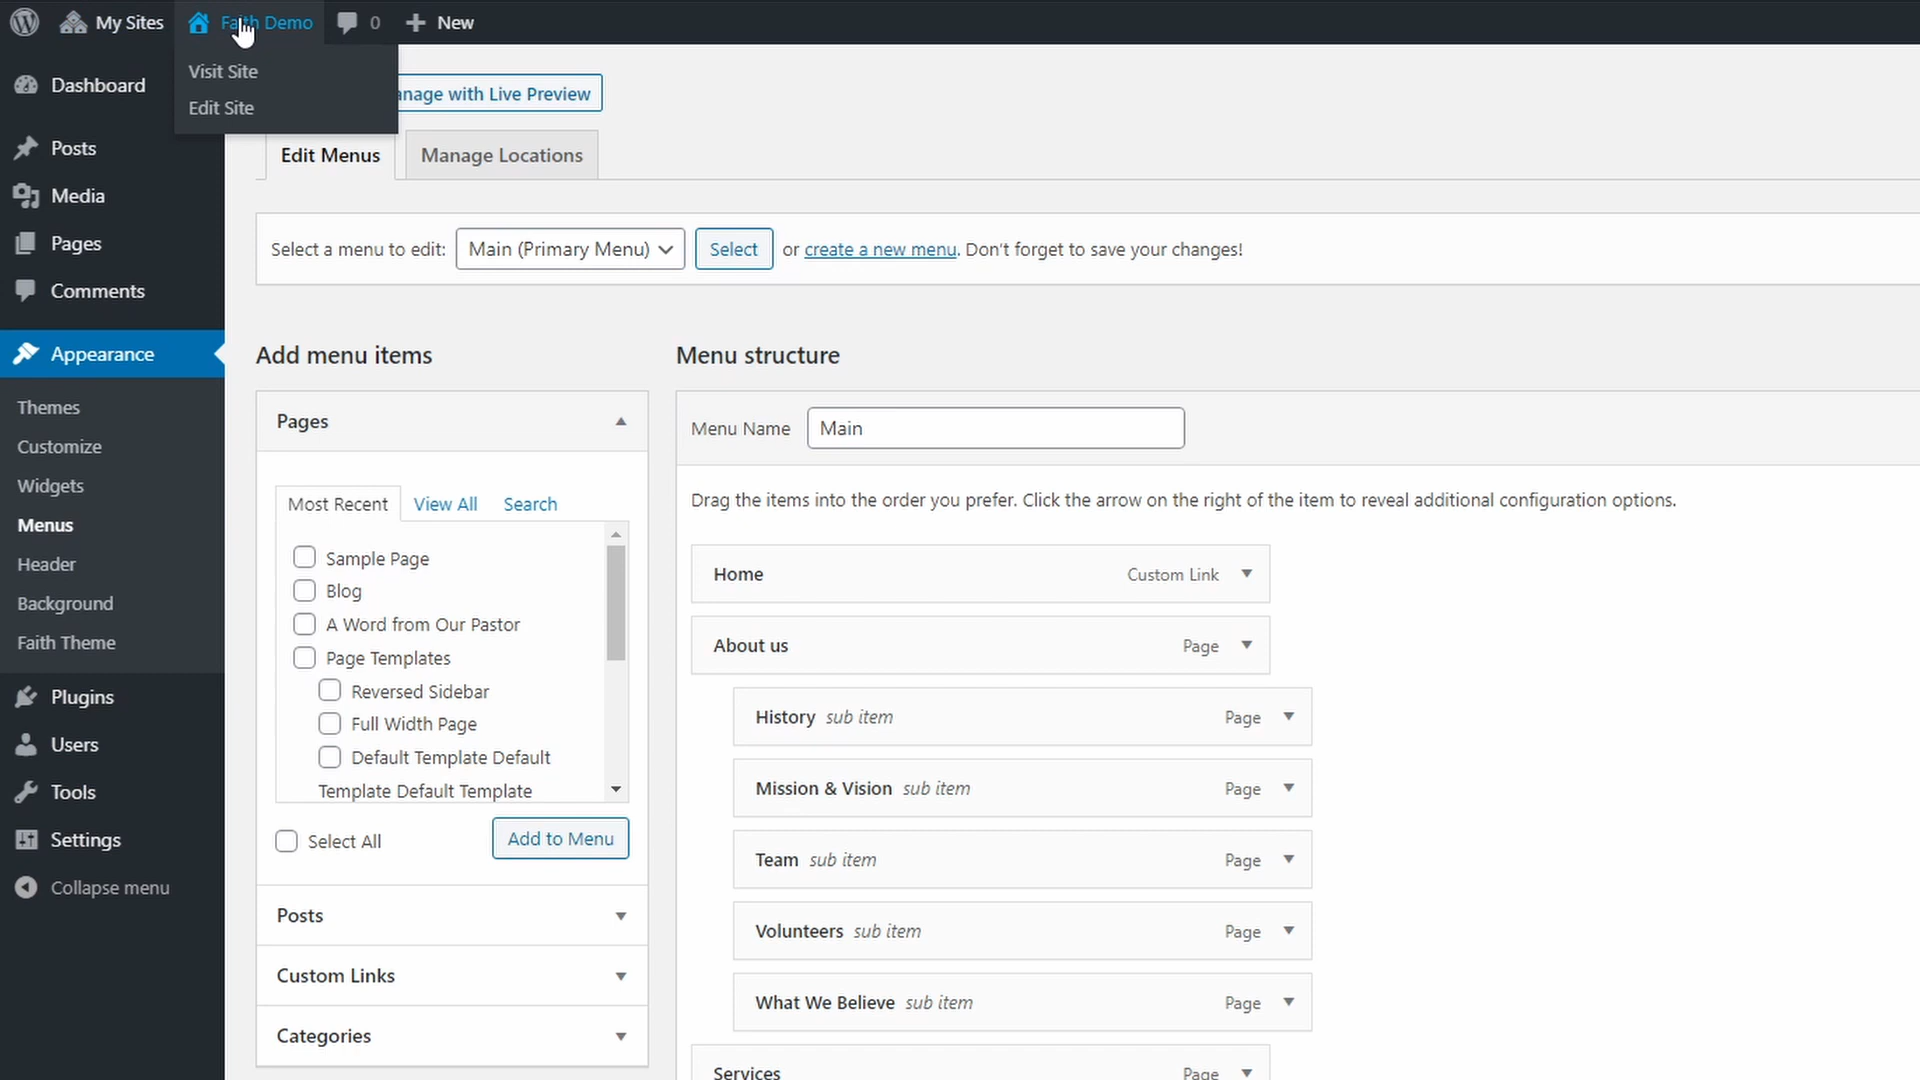 My Sites Faith Demo 0 New
Visit Site
Edit Site
Dashboard
Posts
Media
Pages
Comments
Appearance
Themes
Customize
Widgets
Menus
Header
Background
Faith Theme
Plugins
Users
Tools
Settings
Collapse menu
anage with Live Preview
Edit Menus Manage Locations
Select a menu to edit: Main (Primary Menu) Select or create a new menu. Don't forget to save your changes!
Add menu items
Pages
Most Recent View All Search
Sample Page
Blog
A Word from Our Pastor
Page Templates
Reversed Sidebar
Full Width Page
Default Template Default
Template Default Template
Select All Add to Menu
Posts
Custom Links
Categories
Menu structure
Menu Name Main
Drag the items into the order you prefer. Click the arrow on the right of the item to reveal additional configuration options.
Home Custom Link
About us Page
History sub item Page
Mission & Vision sub item Page
Team sub item Page
Volunteers sub item Page
What We Believe sub item Page
Services Page